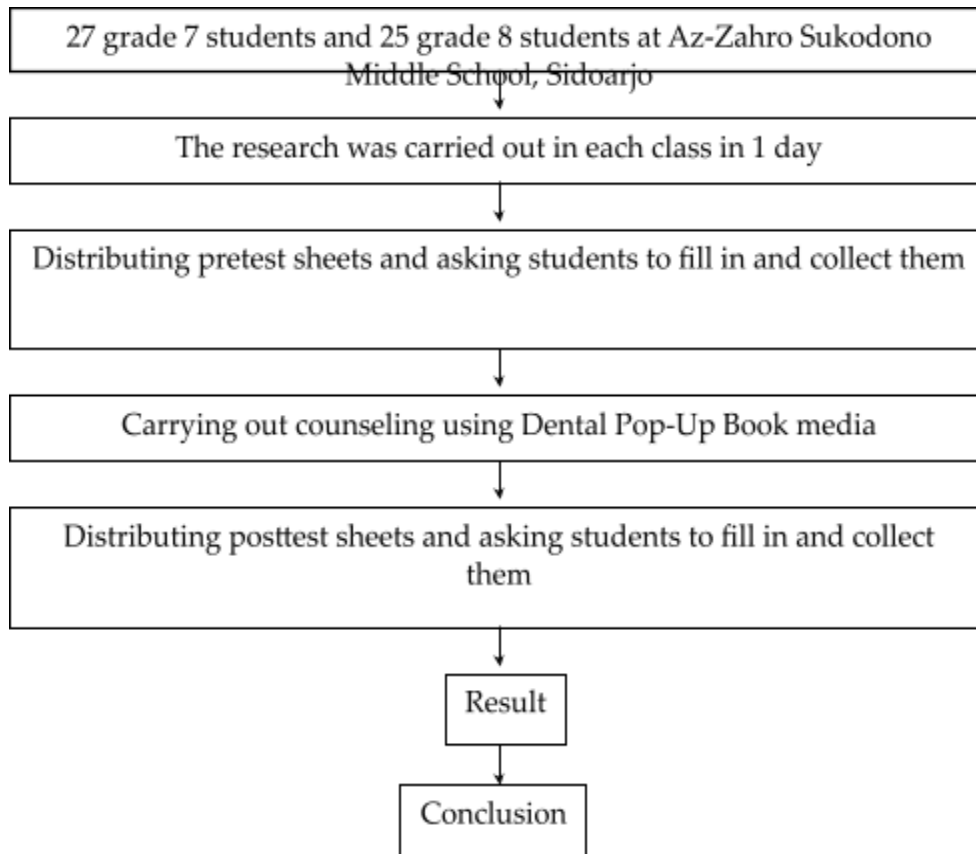 27 grade 7 students and 25 grade 8 students at Az-Zahro Sukodono
Middle School, Sidoarjo
The research was carried out in each class in 1 day
Distributing pretest sheets and asking students to fill in and collect them
Carrying out counseling using Dental Pop-Up Book media
Distributing posttest sheets and asking students to fill in and collect
them
Result
Conclusion